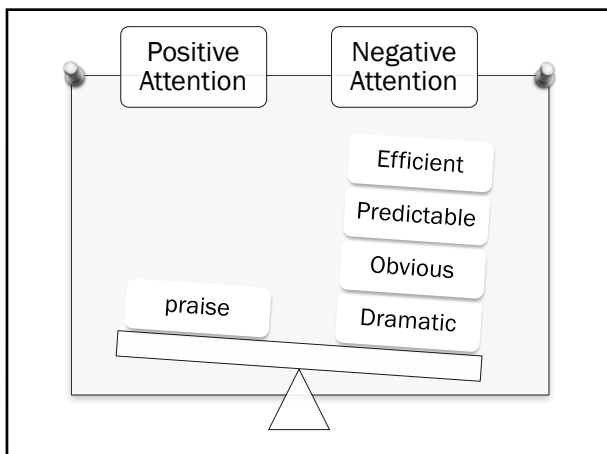 Positive
Attention
Negative
Attention
Efficient
Predictable
Obvious
Dramatic
praise